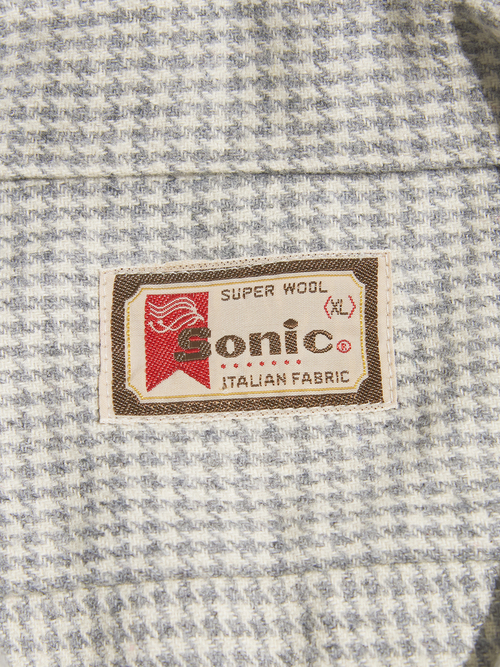 SUPER WOOL
(XL)
Sonic®
ITALIAN FABRIC